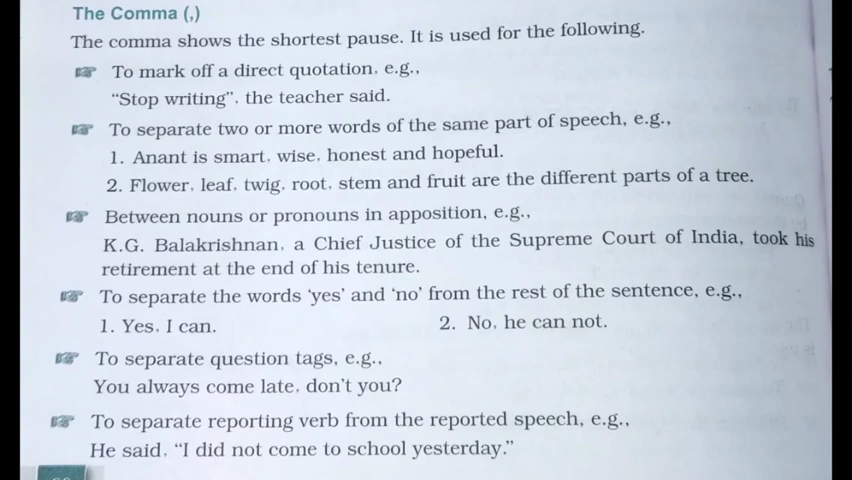 The Comma (,)
The comma shows the shortest pause. It is used for the following.
To mark off a direct quotation, e.g.,
“Stop writing”, the teacher said.
To separate two or more words of the same part of speech, e.g.,
1. Anant is smart, wise, honest and hopeful.
2. Flower, leaf, twig, root, stem and fruit are the different parts of a tree.
Between nouns or pronouns in apposition, e.g.,
K.G. Balakrishnan, a Chief Justice of the Supreme Court of India, took his
retirement at the end of his tenure.
To separate the words ‘yes’ and ‘no’ from the rest of the sentence, e.g.,
1. Yes, I can. 2. No, he can not.
To separate question tags, e.g.,
You always come late, don’t you?
To separate reporting verb from the reported speech, e.g.,
He said, “I did not come to school yesterday.”